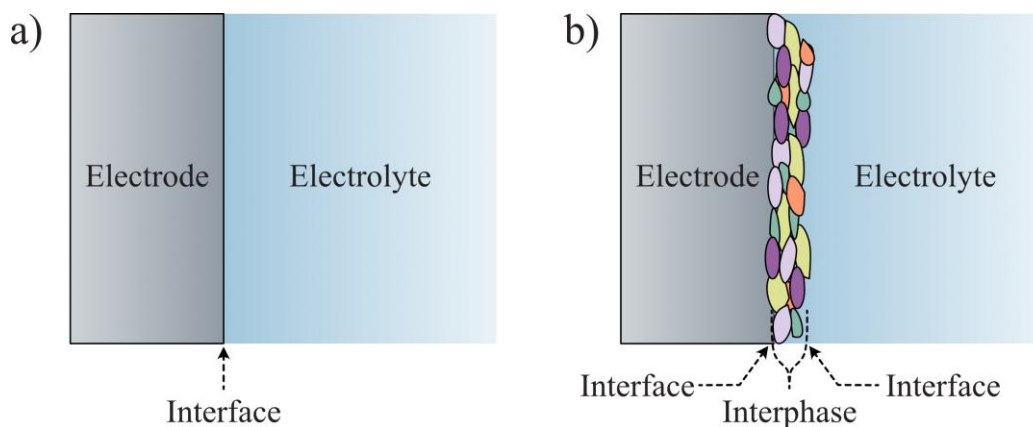 a)
Electrode
Electrolyte
Interface
b)
Electrode
Electrolyte
Interface
Interface
Interphase